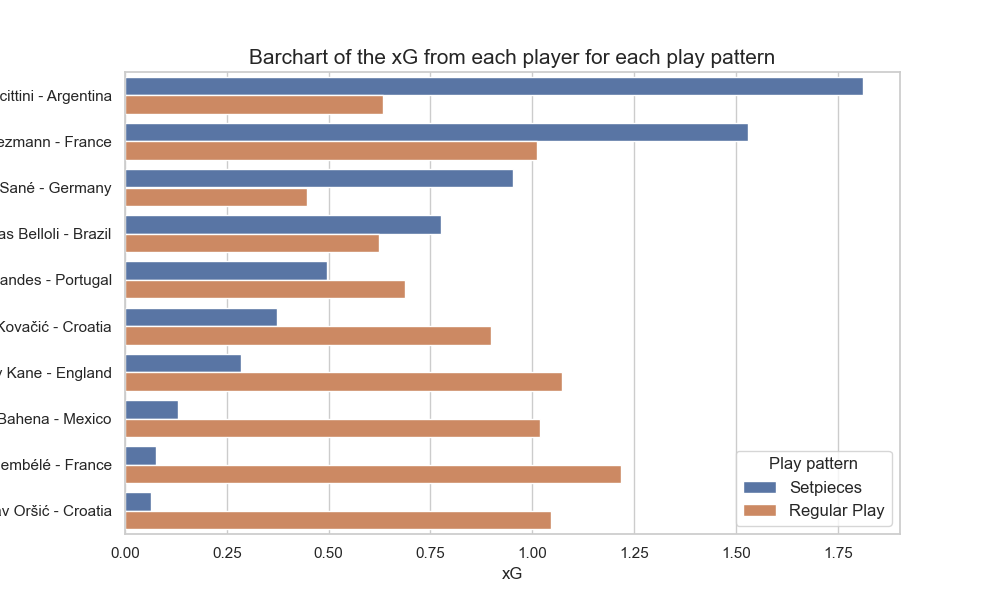 Barchart of the xG from each player for each play pattern
cittini - Argentina
ezmann - France
Sané - Germany
as Belloli - Brazil
andes - Portugal
Kovačić - Croatia
Kane - England
Bahena - Mexico
embélé - France
Oršić - Croatia
Play pattern
Setpieces
Regular Play
0.00 0.25 0.50 0.75 1.00 1.25 1.50 1.75
xG